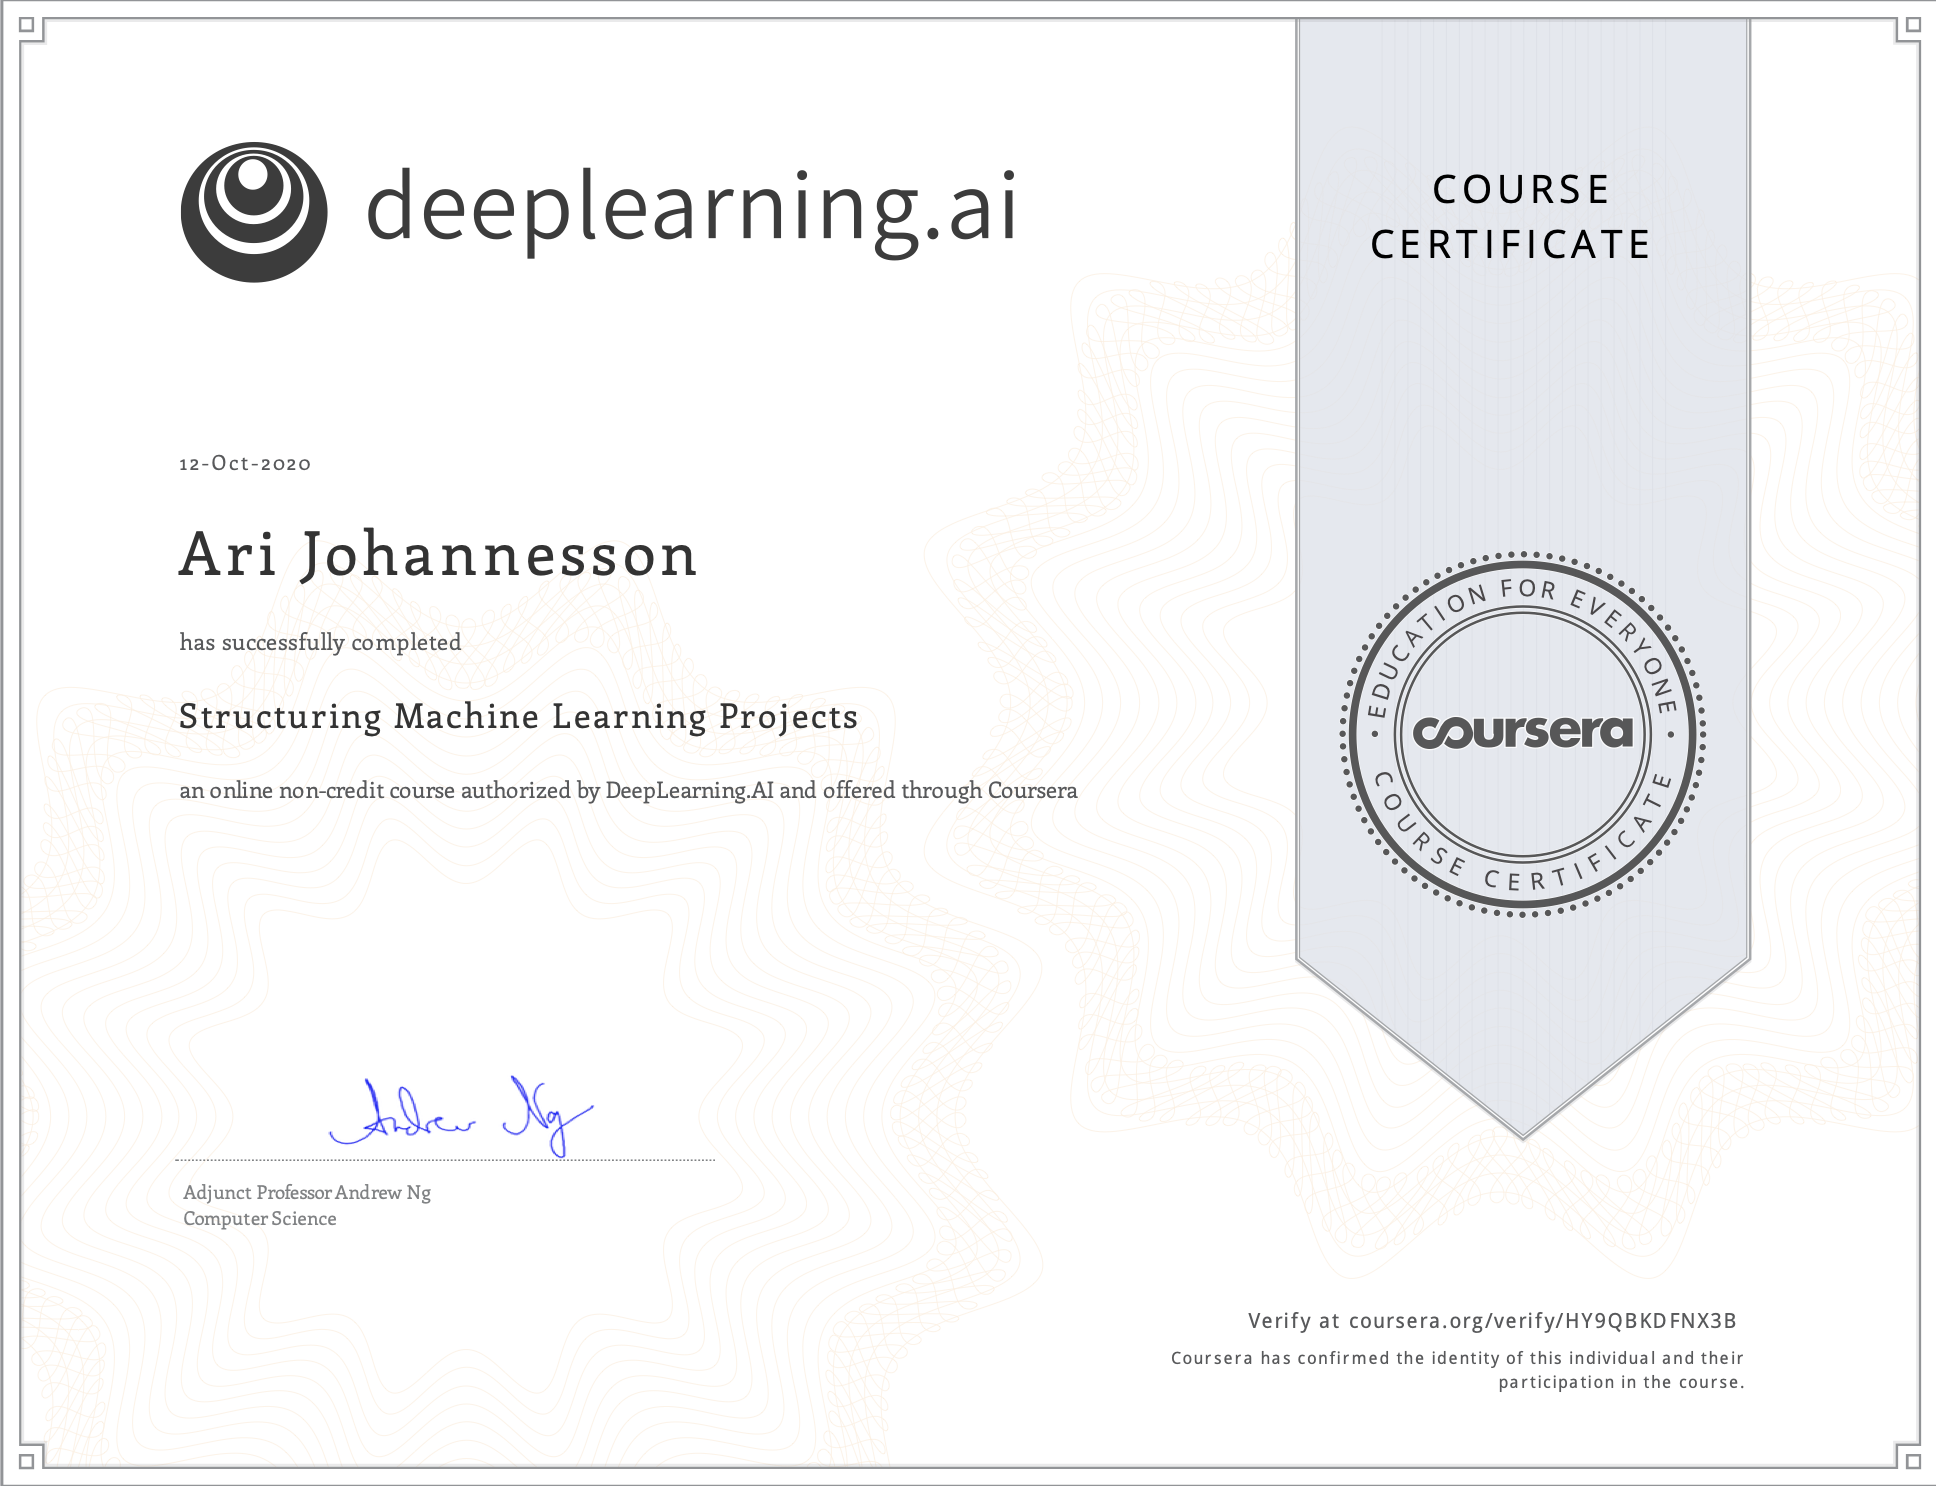 deeplearning.ai
COURSE
CERTIFICATE
12-Oct-2020
Ari Johannesson
has successfully completed
Structuring Machine Learning Projects
an online non-credit course authorized by DeepLearning.AI and offered through Coursera
EDUCATION FOR EVERYONE
coursera
COURSE CERTIFICATE
Andrew Ng
Adjunct Professor Andrew Ng
Computer Science
Verify at coursera.org/verify/HY9QBKDFNX3B
Coursera has confirmed the identity of this individual and their
participation in the course.